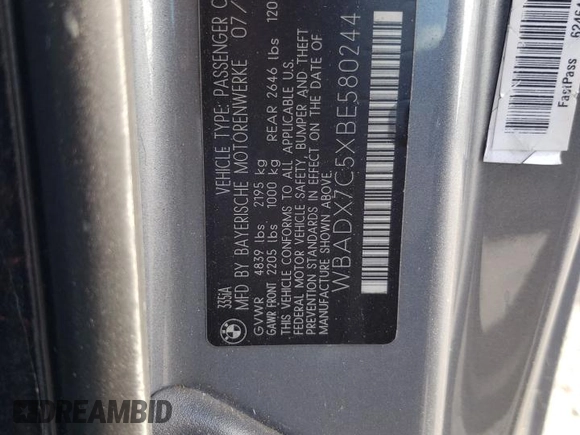 335IA
VEHICLE TYPE: PASSENGER C
MFD BY BAYERISCHE MOTORENWERKE 07/
GVWR 4839 lbs 2195 kg
GAWR FRONT 2205 lbs 1000 kg REAR 2646 lbs 120
THIS VEHICLE CONFORMS TO ALL APPLICABLE U.S.
FEDERAL MOTOR VEHICLE SAFETY, BUMPER AND THEFT
PREVENTION STANDARDS IN EFFECT ON THE DATE OF
MANUFACTURE SHOWN ABOVE.
WBADX7C5XBE580244
FastPass
DREAMBID